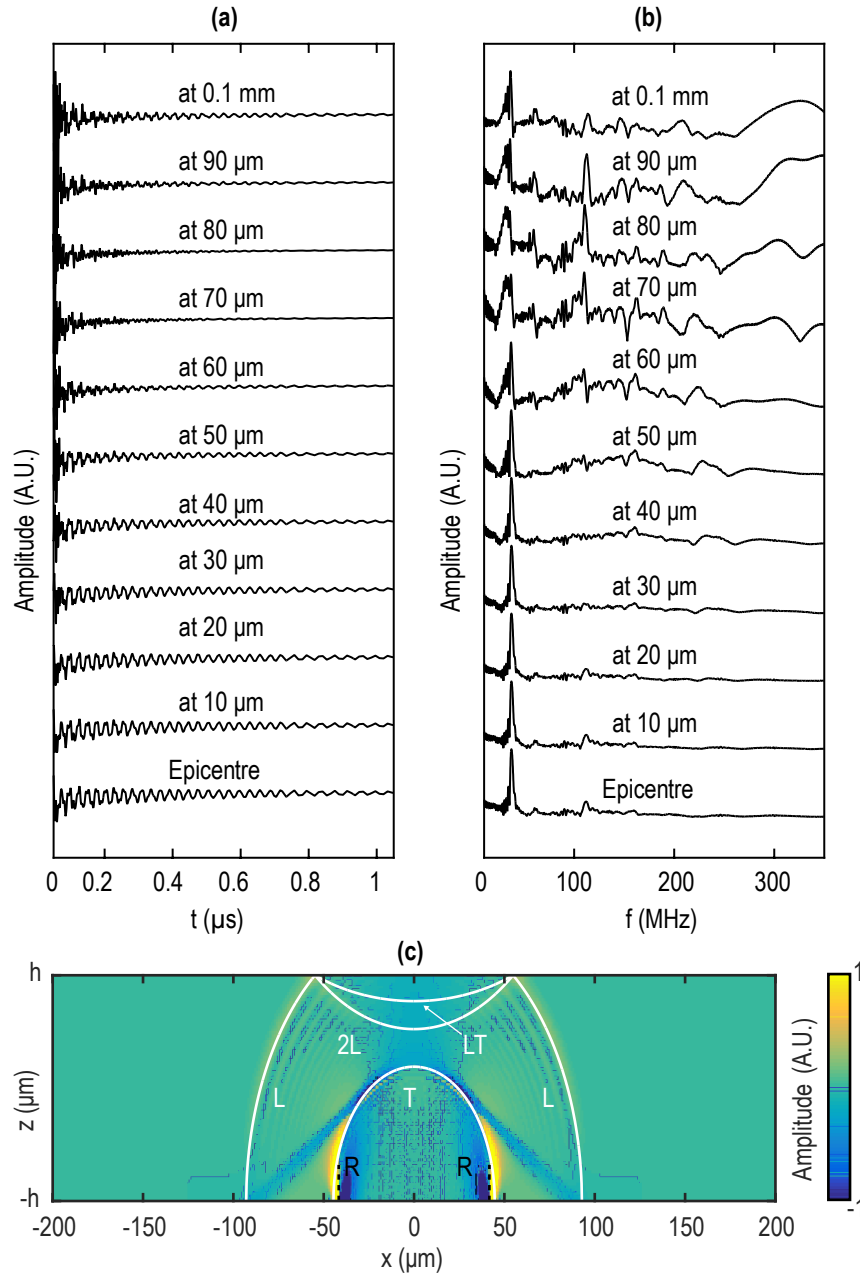 (a)
Amplitude (A.U.)
at 0.1 mm
at 90 µm
at 80 µm
at 70 µm
at 60 µm
at 50 µm
at 40 µm
at 30 µm
at 20 µm
at 10 µm
Epicentre
0 0.2 0.4 0.6 0.8 1
t (µs)
(b)
Amplitude (A.U.)
at 0.1 mm
at 90 µm
at 80 µm
at 70 µm
at 60 µm
at 50 µm
at 40 µm
at 30 µm
at 20 µm
at 10 µm
Epicentre
0 100 200 300
f (MHz)
(c)
h
z (µm)
-h
2L LT
L T L
R R
-200 -150 -100 -50 0 50 100 150 200
x (µm)
1
Amplitude (A.U.)
-1